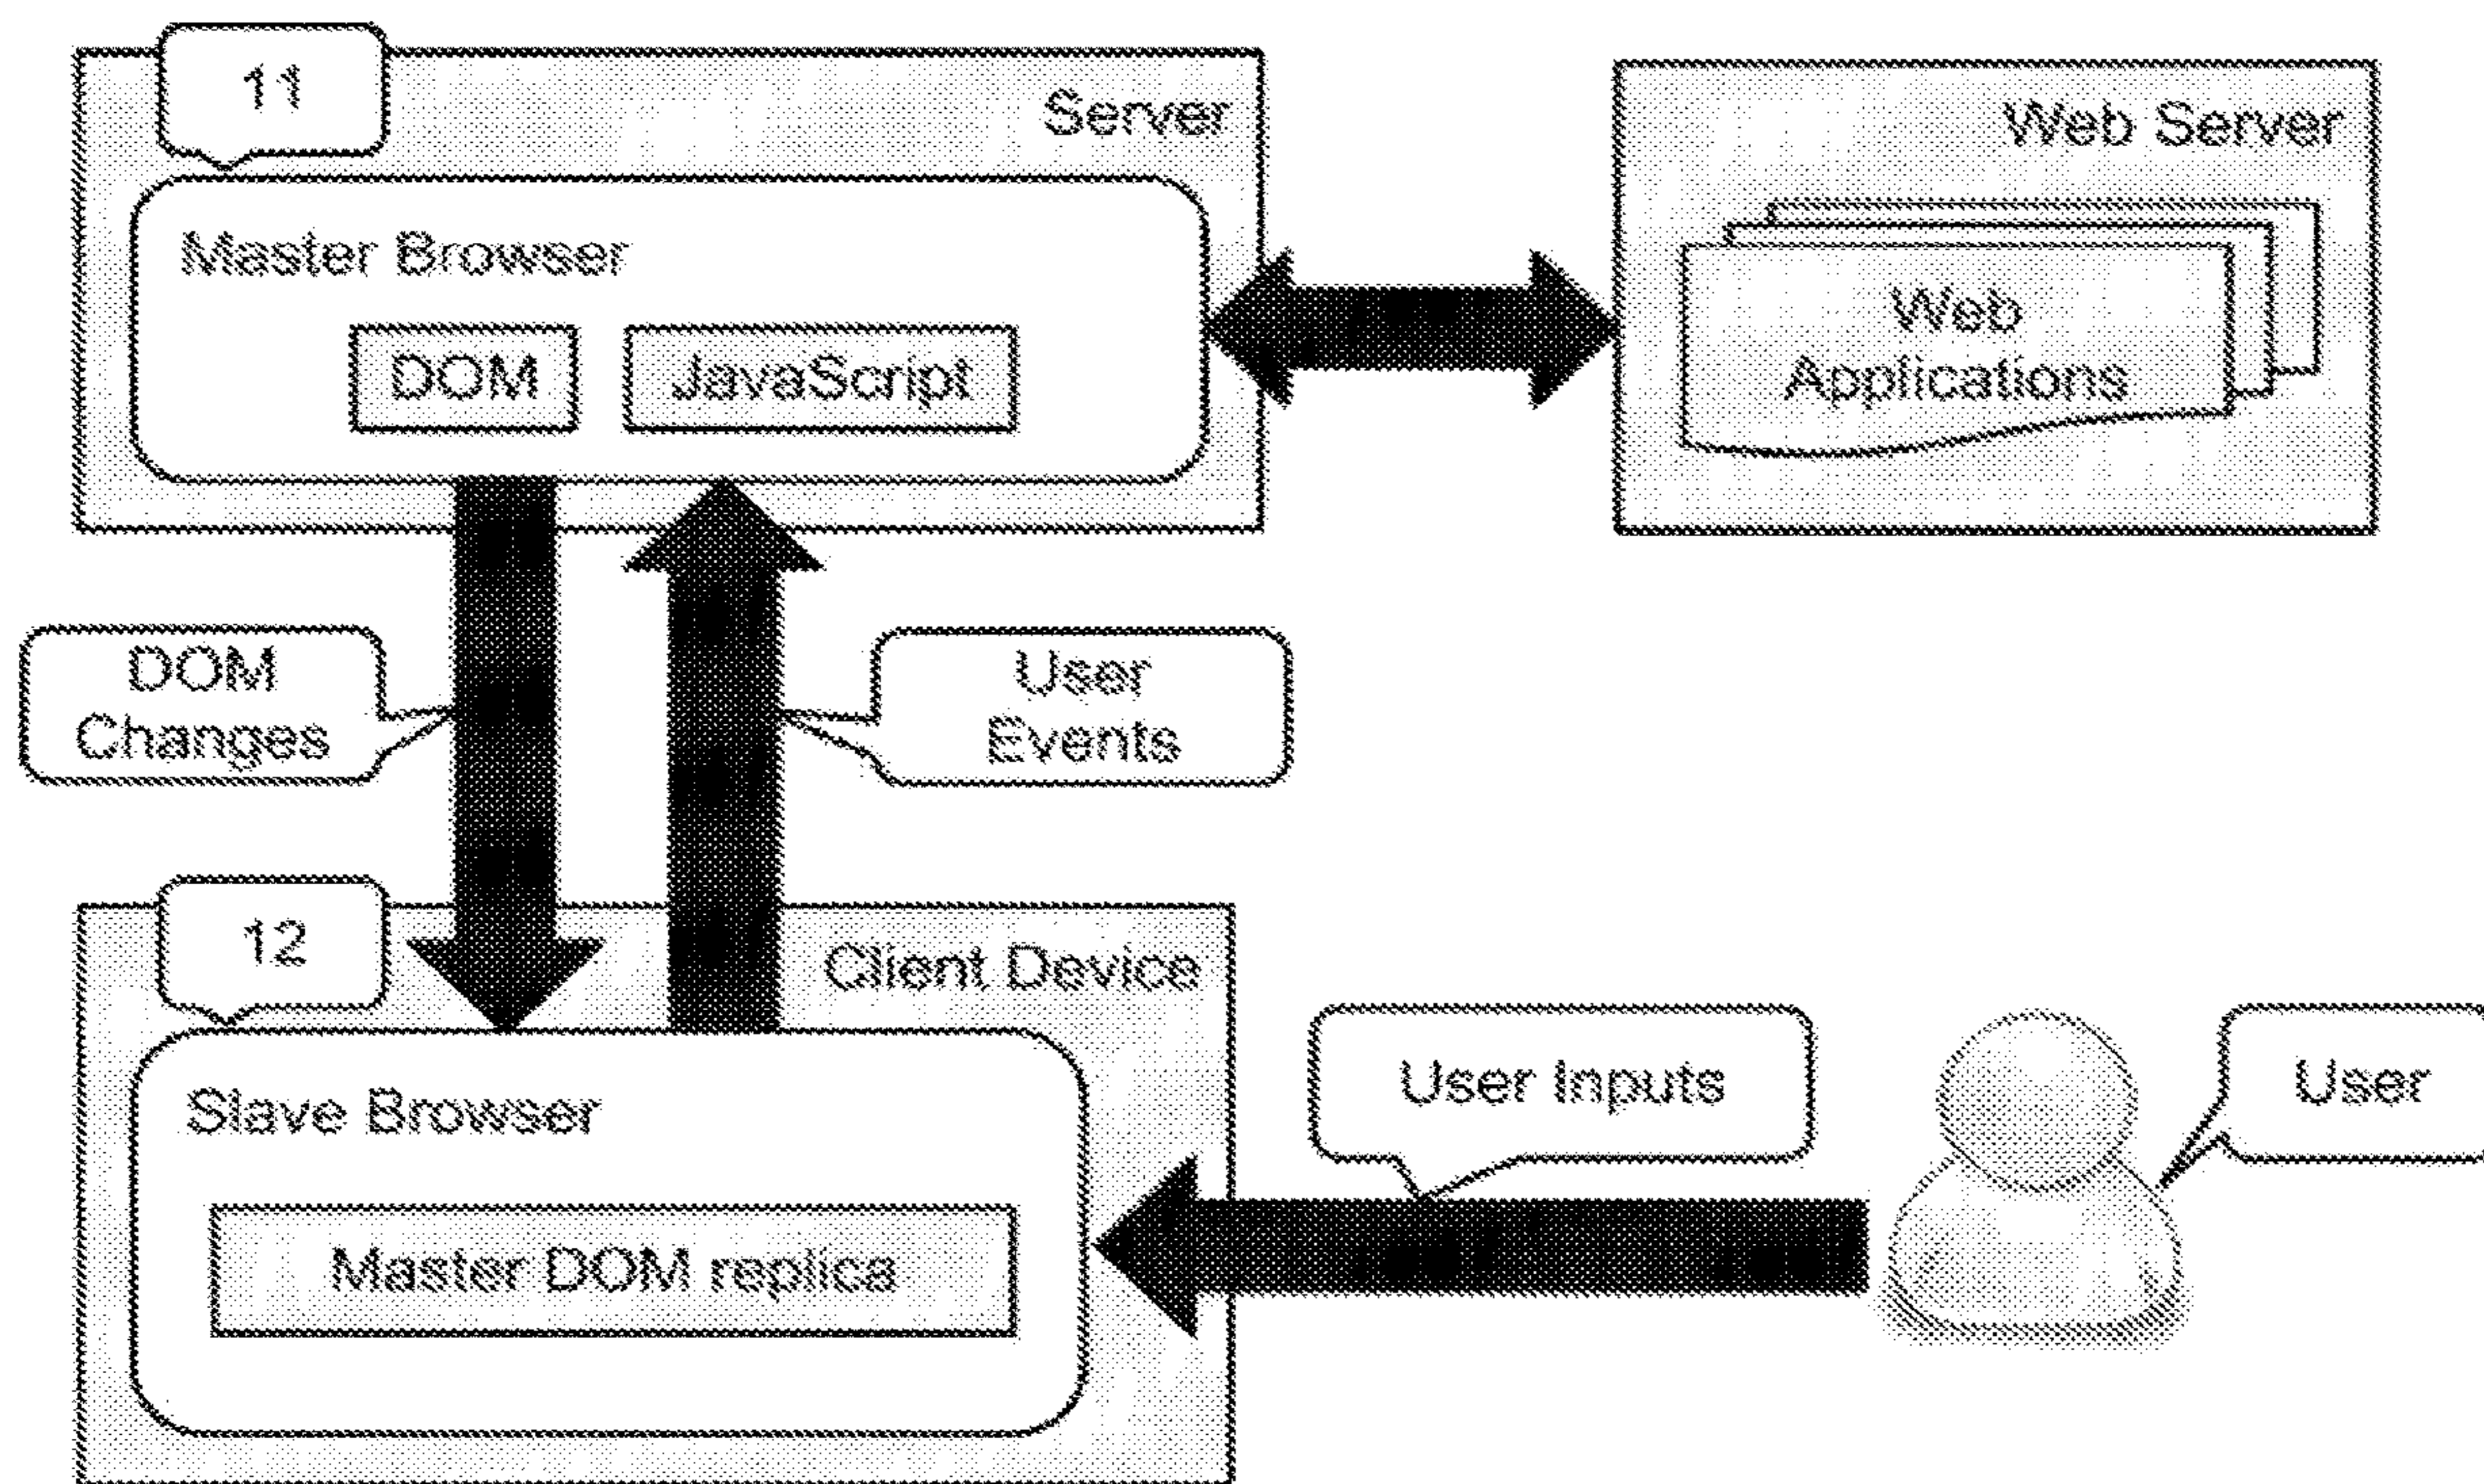 11
Server
Master Browser
DOM
JavaScript
Web Server
Web
Applications
DOM
Changes
User
Events
12
Client Device
Slave Browser
Master DOM replica
User Inputs
User